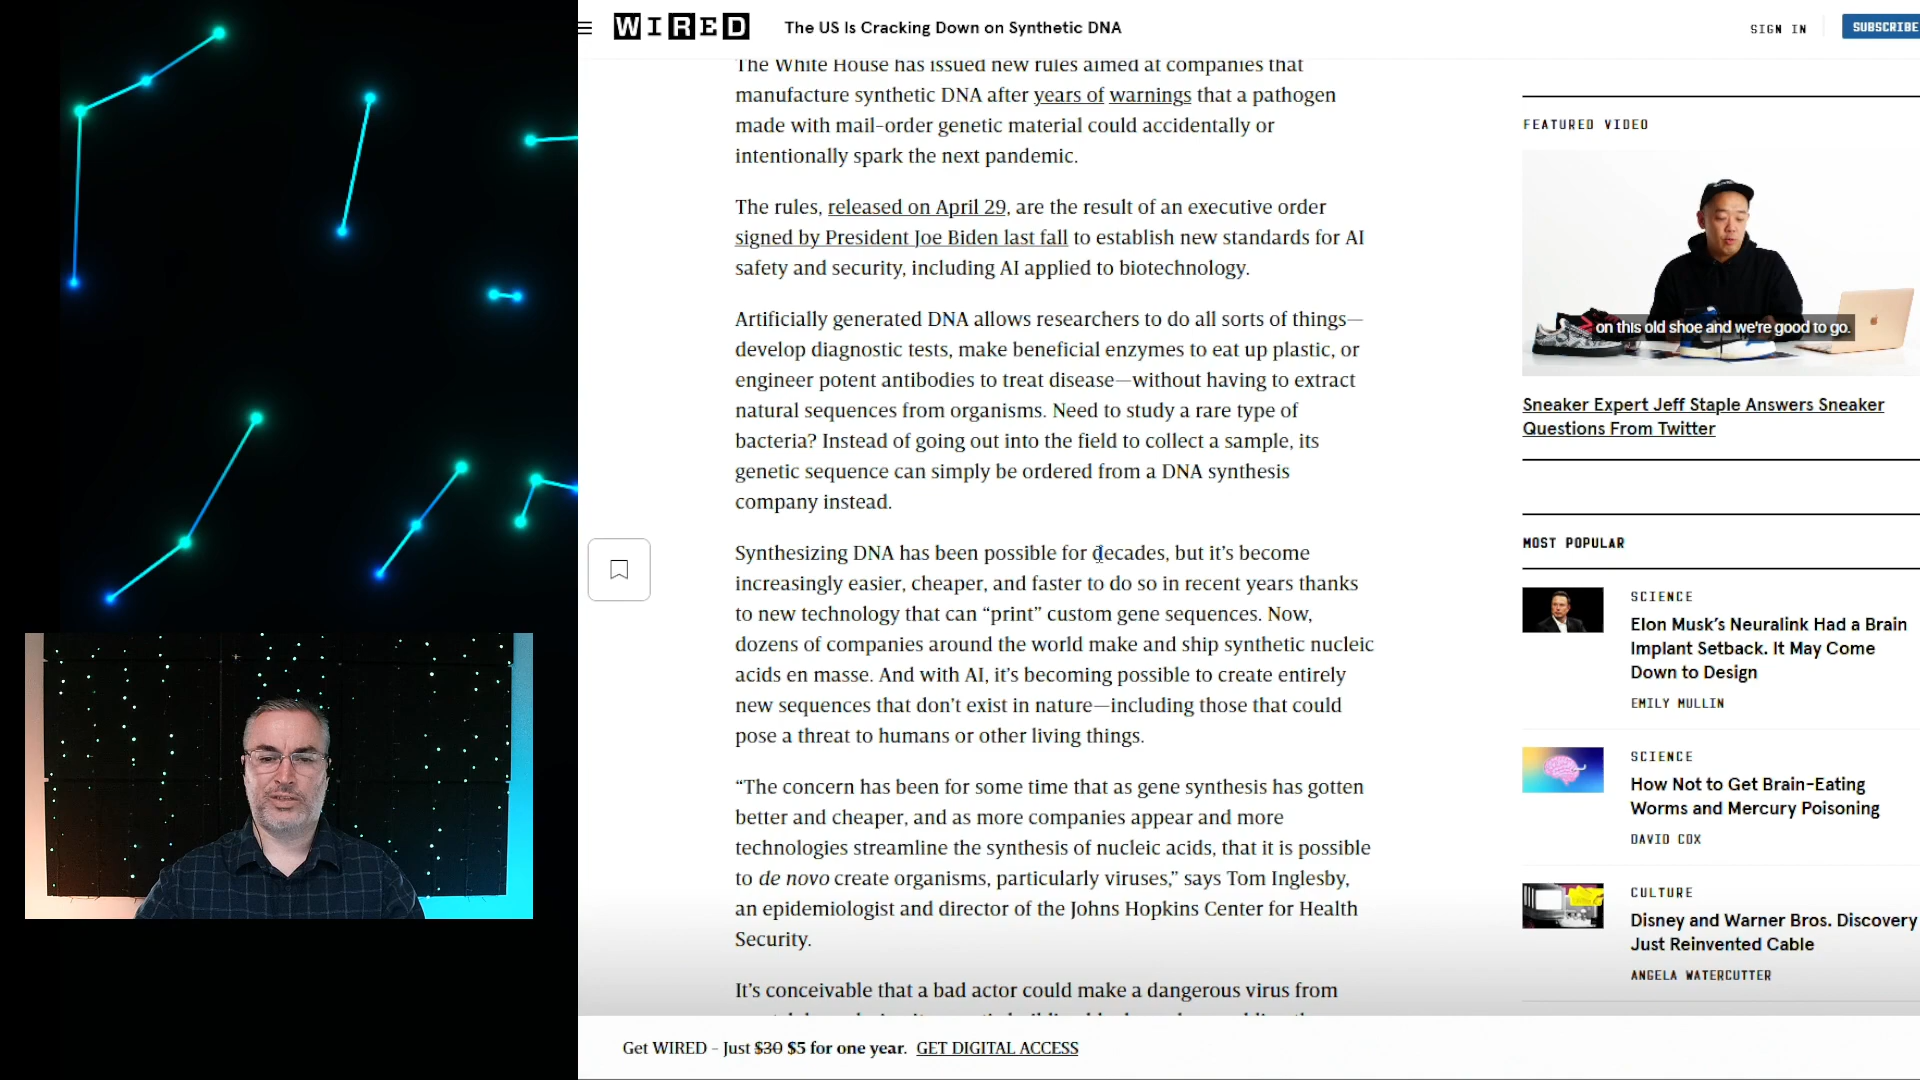 WIRED
The US Is Cracking Down on Synthetic DNA
SIGN IN
SUBSCRIBE
The White House has issued new rules aimed at companies that
manufacture synthetic DNA after years of warnings that a pathogen
made with mail-order genetic material could accidentally or
intentionally spark the next pandemic.
The rules, released on April 29, are the result of an executive order
signed by President Joe Biden last fall to establish new standards for AI
safety and security, including AI applied to biotechnology.
Artificially generated DNA allows researchers to do all sorts of things—
develop diagnostic tests, make beneficial enzymes to eat up plastic, or
engineer potent antibodies to treat disease—without having to extract
natural sequences from organisms. Need to study a rare type of
bacteria? Instead of going out into the field to collect a sample, its
genetic sequence can simply be ordered from a DNA synthesis
company instead.
Synthesizing DNA has been possible for decades, but it’s become
increasingly easier, cheaper, and faster to do so in recent years thanks
to new technology that can “print” custom gene sequences. Now,
dozens of companies around the world make and ship synthetic nucleic
acids en masse. And with AI, it’s becoming possible to create entirely
new sequences that don’t exist in nature—including those that could
pose a threat to humans or other living things.
“The concern has been for some time that as gene synthesis has gotten
better and cheaper, and as more companies appear and more
technologies streamline the synthesis of nucleic acids, that it is possible
to de novo create organisms, particularly viruses,” says Tom Inglesby,
an epidemiologist and director of the Johns Hopkins Center for Health
Security.
It’s conceivable that a bad actor could make a dangerous virus from
FEATURED VIDEO
on this old shoe and we're good to go.
Sneaker Expert Jeff Staple Answers Sneaker
Questions From Twitter
MOST POPULAR
SCIENCE
Elon Musk’s Neuralink Had a Brain
Implant Setback. It May Come
Down to Design
EMILY MULLIN
SCIENCE
How Not to Get Brain-Eating
Worms and Mercury Poisoning
DAVID COX
CULTURE
Disney and Warner Bros. Discovery
Just Reinvented Cable
ANGELA WATERCUTTER
Get WIRED - Just $30 $5 for one year. GET DIGITAL ACCESS